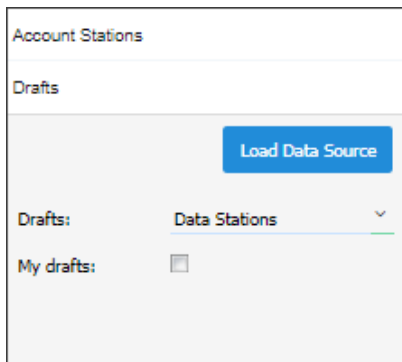 Account Stations
Drafts
Load Data Source
Drafts: Data Stations
My drafts: